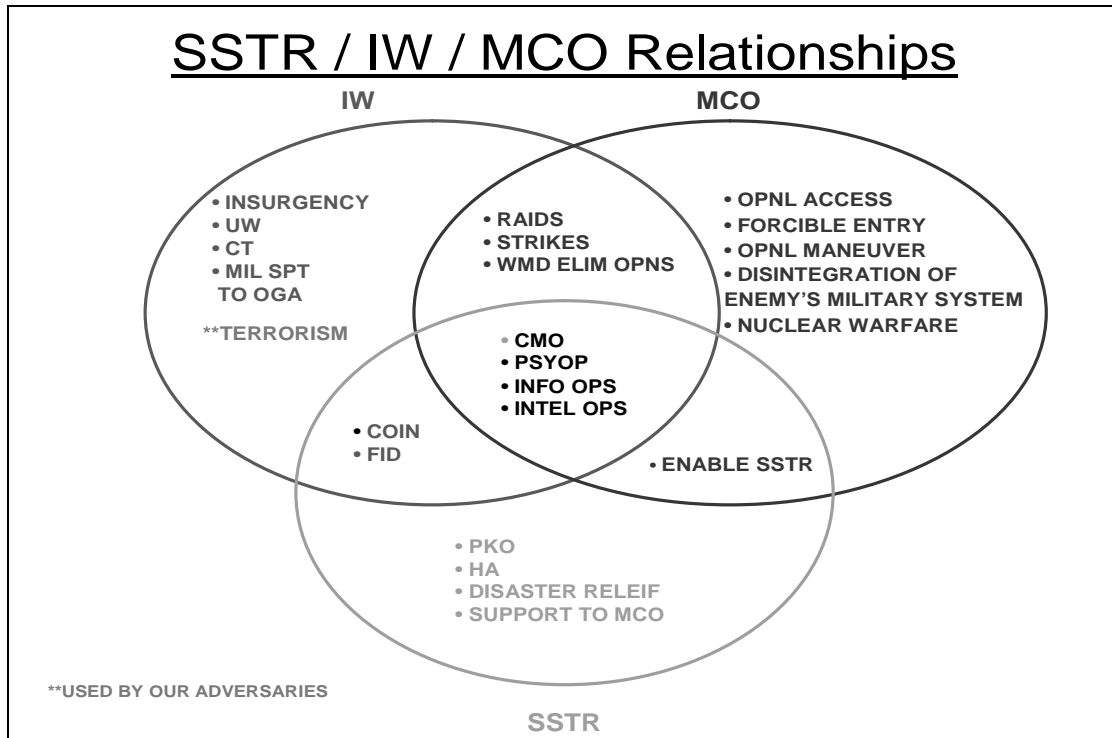 SSTR / IW / MCO Relationships
IW
MCO
• INSURGENCY
• UW
• CT
• MIL SPT
TO OGA
**TERRORISM
• RAIDS
• STRIKES
• WMD ELIM OPNS
• OPNL ACCESS
• FORCIBLE ENTRY
• OPNL MANEUVER
• DISINTEGRATION OF
ENEMY'S MILITARY SYSTEM
• NUCLEAR WARFARE
• CMO
• PSYOP
• INFO OPS
• INTEL OPS
• COIN
• FID
• ENABLE SSTR
• PKO
• HA
• DISASTER RELEIF
• SUPPORT TO MCO
**USED BY OUR ADVERSARIES
SSTR